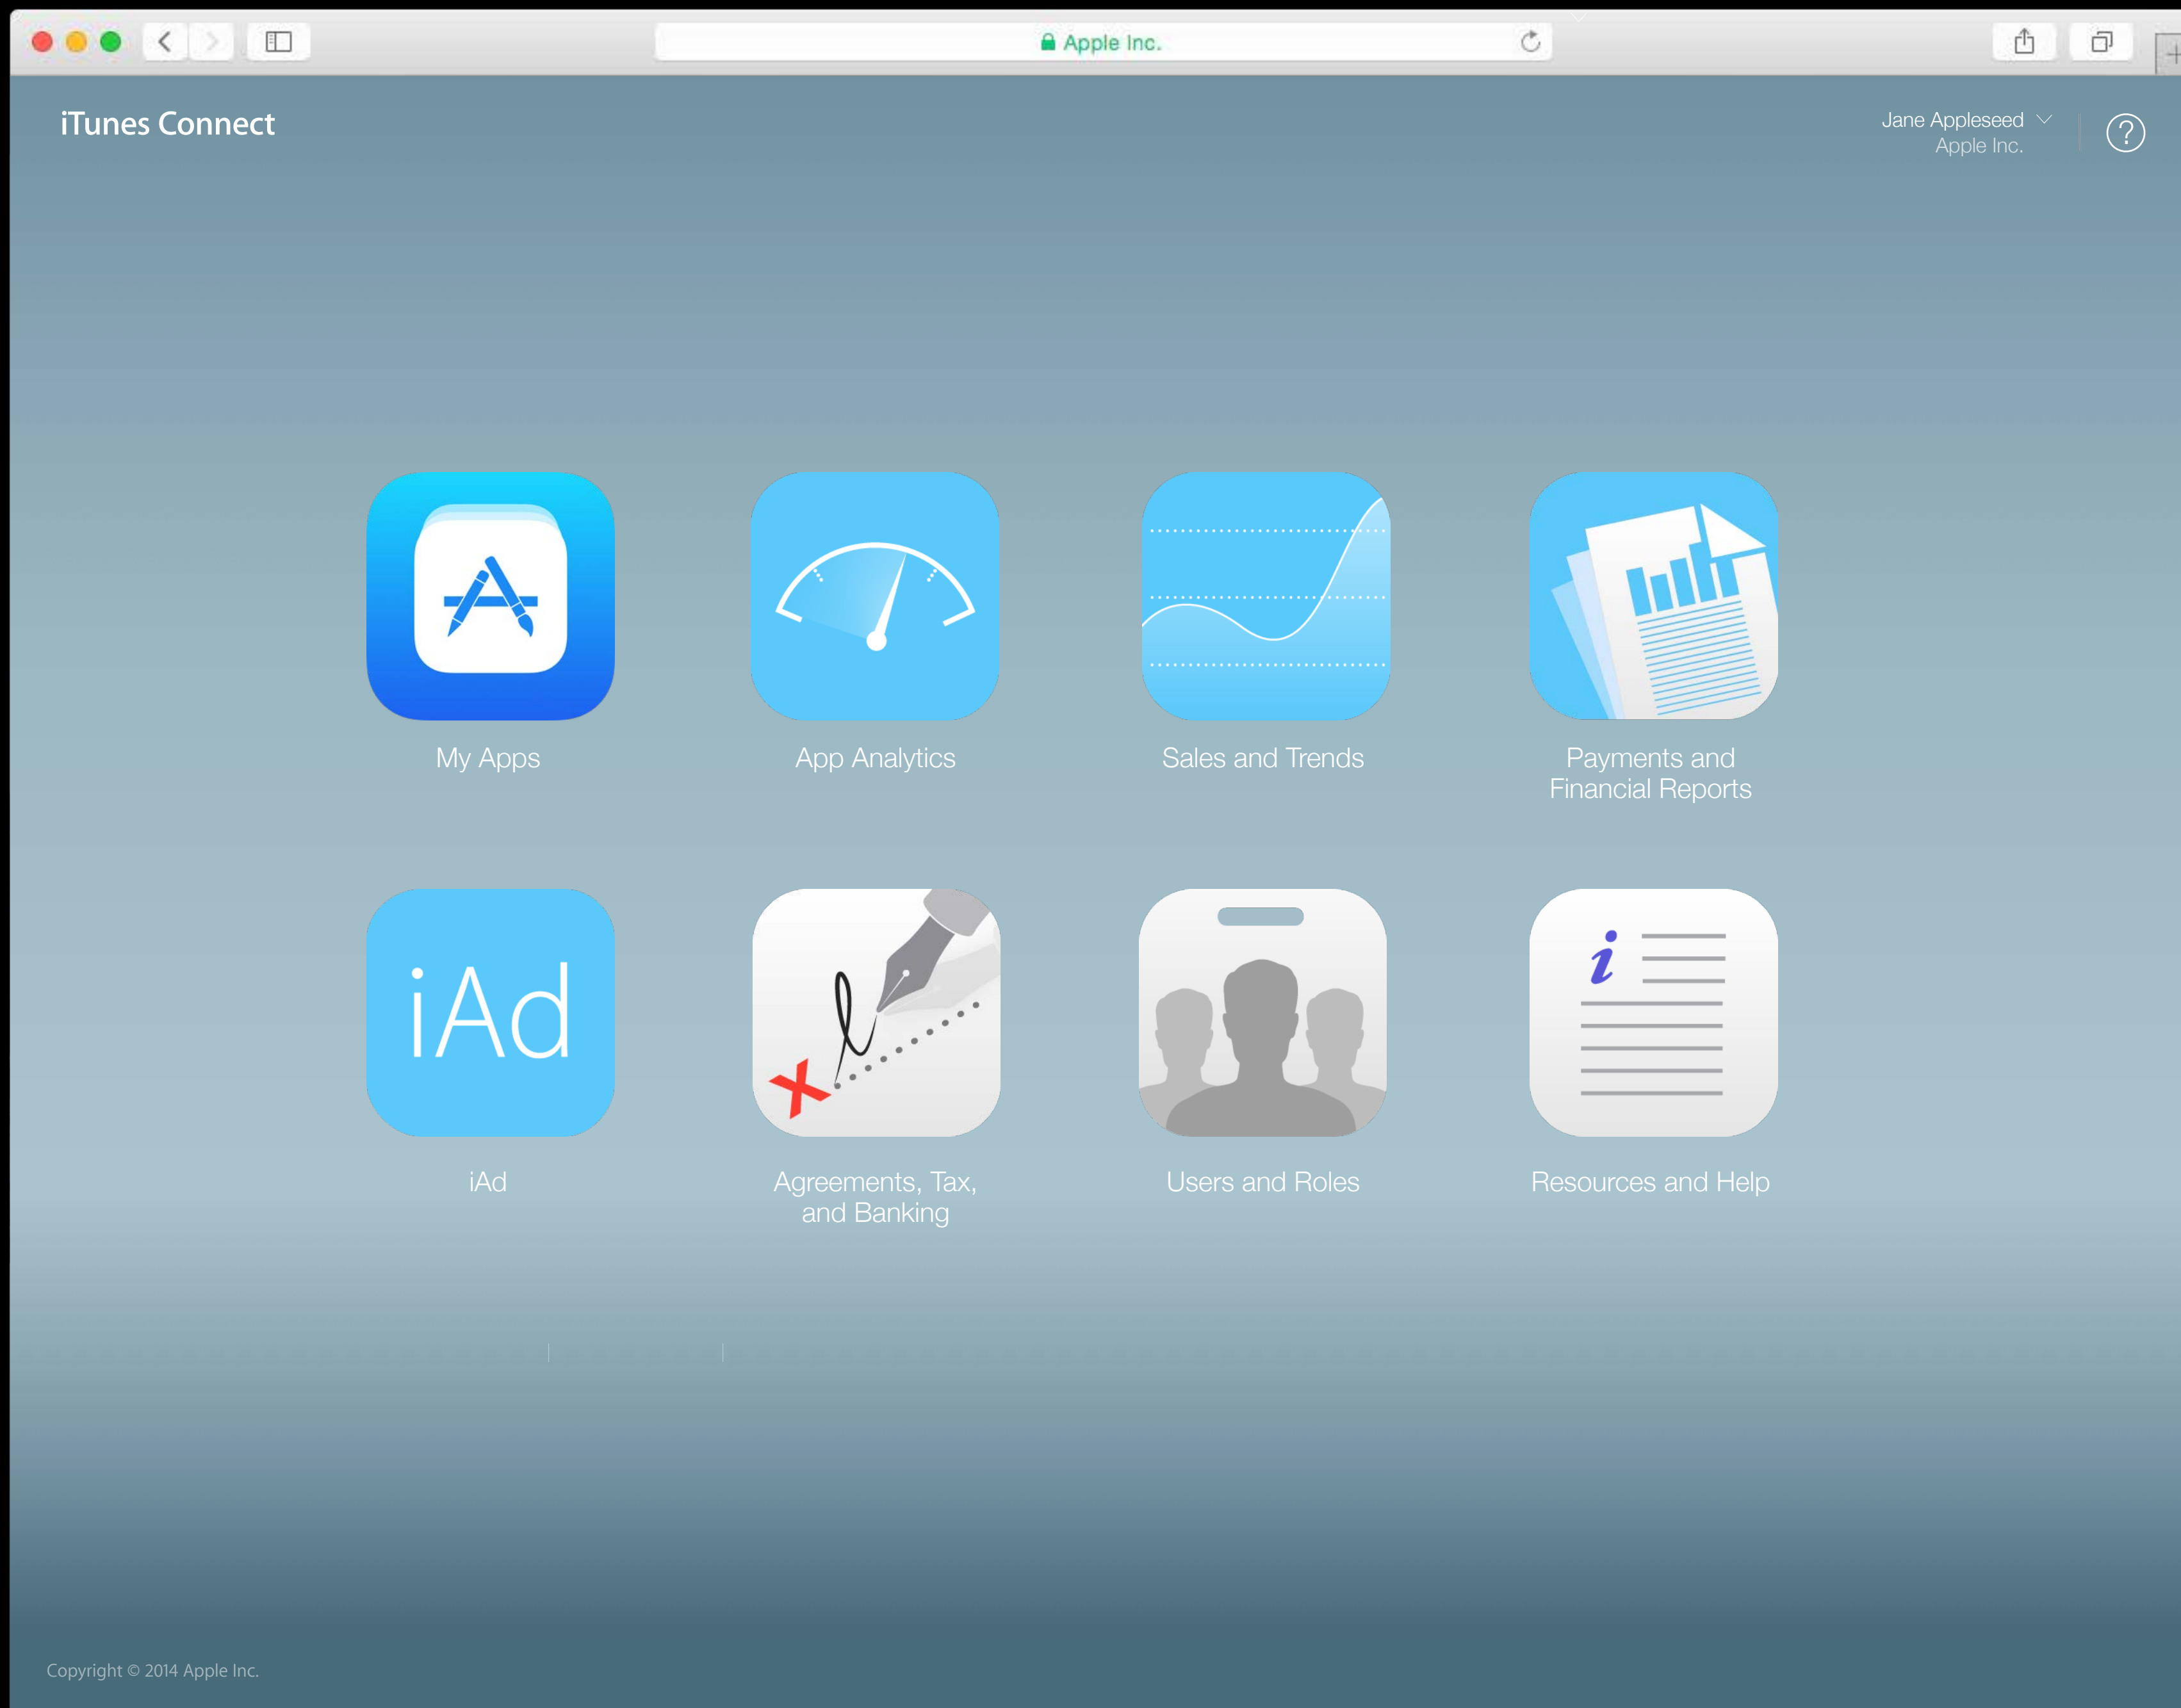 Apple Inc.
iTunes Connect
Jane Appleseed
Apple Inc.
?
My Apps
App Analytics
Sales and Trends
Payments and
Financial Reports
iAd
i
iAd
Agreements, Tax,
and Banking
Users and Roles
Resources and Help
Copyright © 2014 Apple Inc.